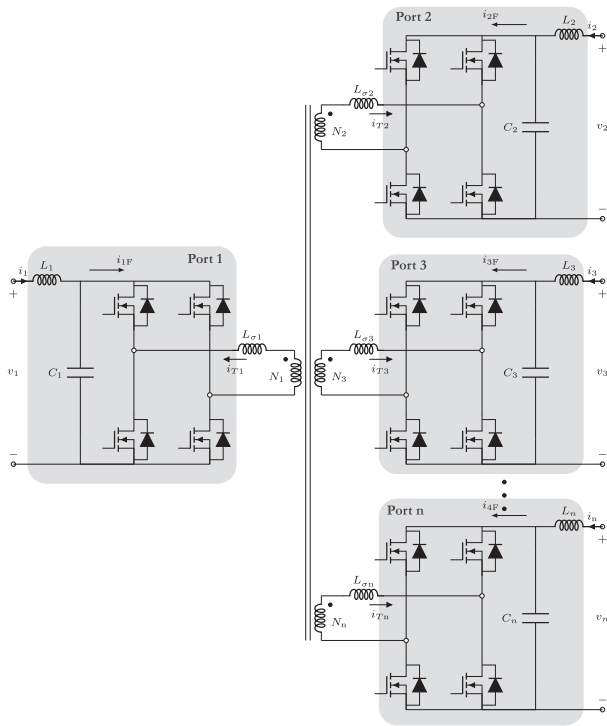 Port 1
i1
L1
i1F
+
v1
−
C1
Lσ1
iT1
N1
Port 2
i2F
L2
i2
+
Lσ2
iT2
N2
C2
v2
−
Port 3
i3F
L3
i3
+
Lσ3
iT3
N3
C3
v3
−
Port n
i4F
Ln
in
+
Lσn
iTn
Nn
Cn
vn
−